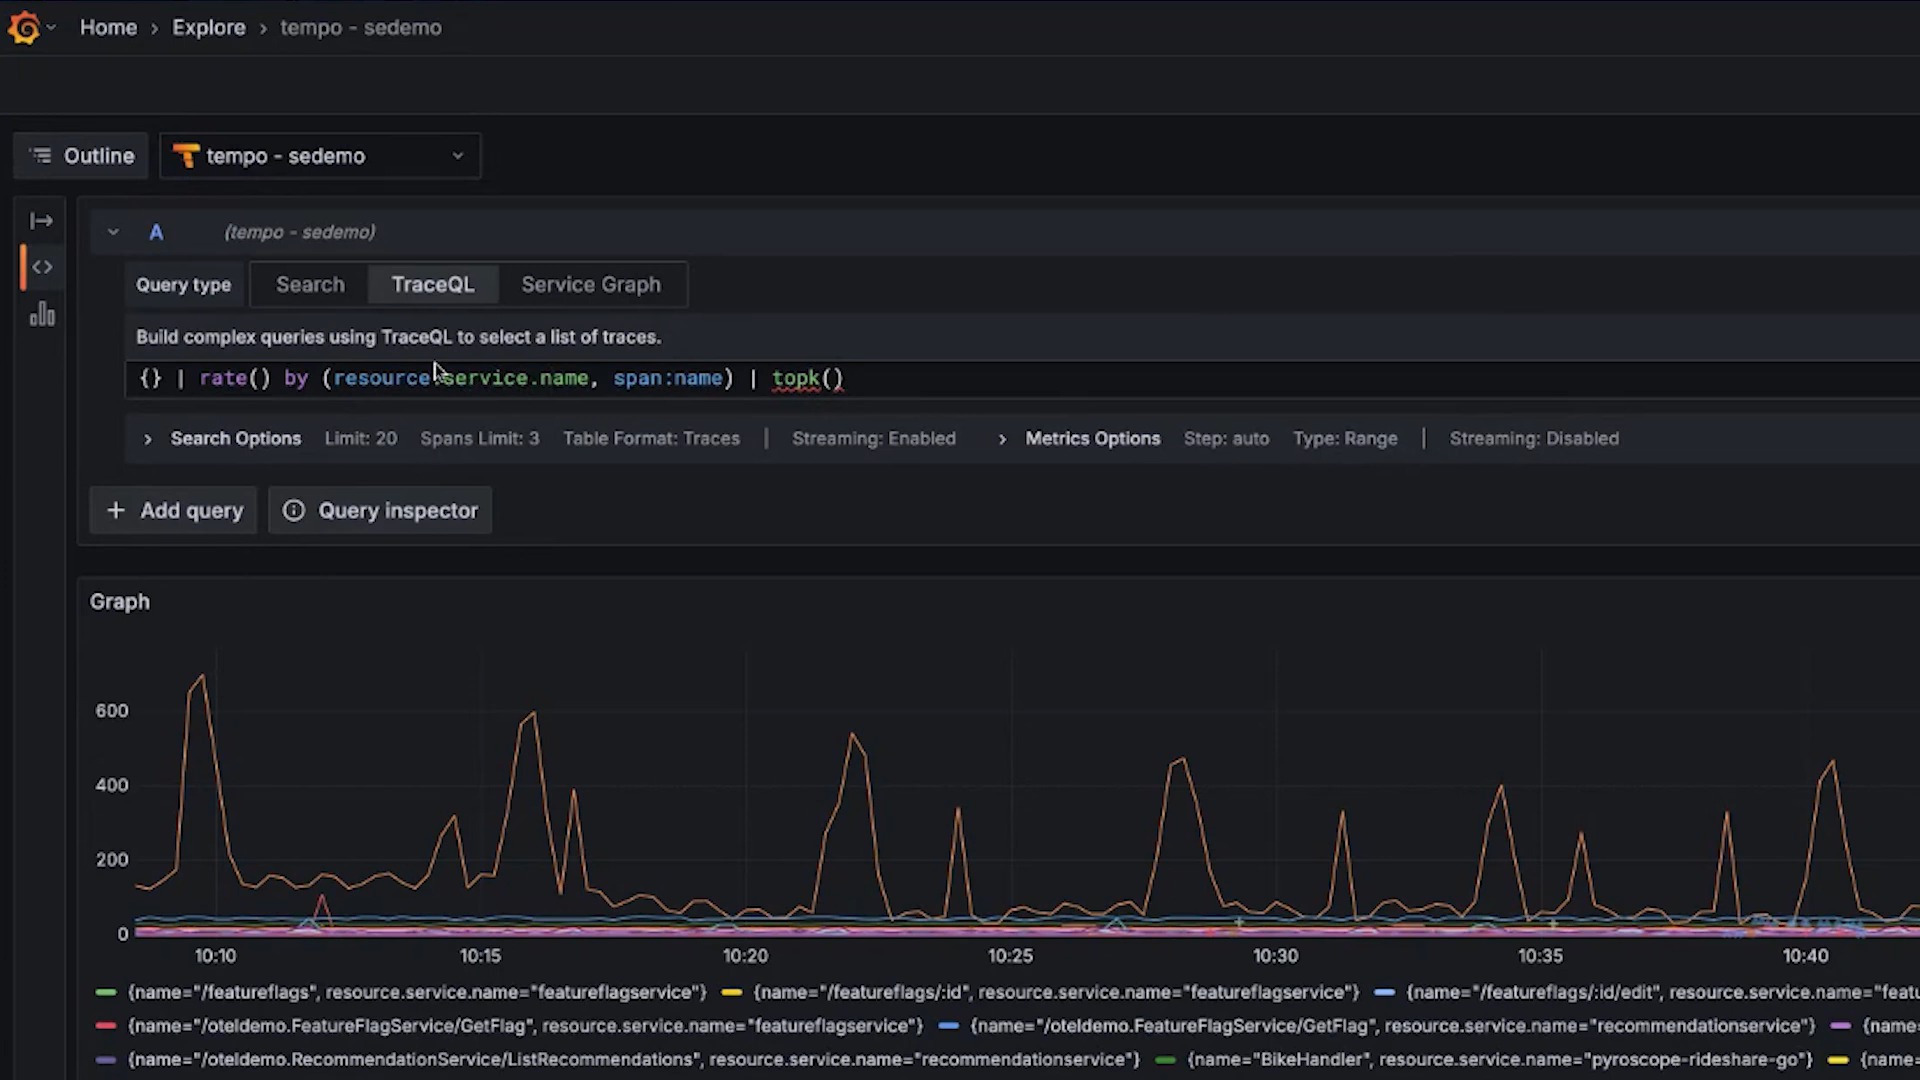 Home › Explore › tempo - sedemo
Outline
tempo - sedemo
A (tempo - sedemo)
Query type Search TraceQL Service Graph
Build complex queries using TraceQL to select a list of traces.
{} | rate() by (resource.service.name, span:name) | topk()
Search Options Limit: 20 Spans Limit: 3 Table Format: Traces | Streaming: Enabled Metrics Options Step: auto Type: Range | Streaming: Disabled
+ Add query Query inspector
Graph
600
400
200
0
10:10 10:15 10:20 10:25 10:30 10:35 10:40
{name="/featureflags", resource.service.name="featureflagservice"} {name="/featureflags/:id", resource.service.name="featureflagservice"} {name="/featureflags/:id/edit", resource.service.name="featu
{name="/oteldemo.FeatureFlagService/GetFlag", resource.service.name="featureflagservice"} {name="/oteldemo.FeatureFlagService/GetFlag", resource.service.name="recommendationservice"} {name=
{name="/oteldemo.RecommendationService/ListRecommendations", resource.service.name="recommendationservice"} {name="BikeHandler", resource.service.name="pyroscope-rideshare-go"} {name=